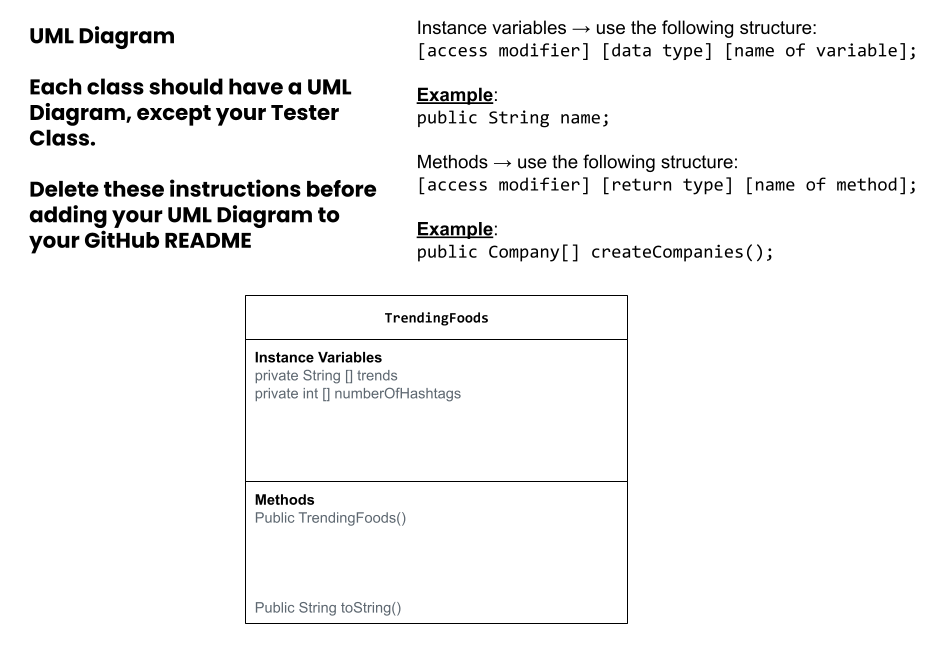 UML Diagram
Each class should have a UML
Diagram, except your Tester
Class.
Delete these instructions before
adding your UML Diagram to
your GitHub README
Instance variables → use the following structure:
[access modifier] [data type] [name of variable];
Example:
public String name;
Methods → use the following structure:
[access modifier] [return type] [name of method];
Example:
public Company[] createCompanies();
TrendingFoods
Instance Variables
private String [] trends
private int [] numberOfHashtags
Methods
Public TrendingFoods()
Public String toString()